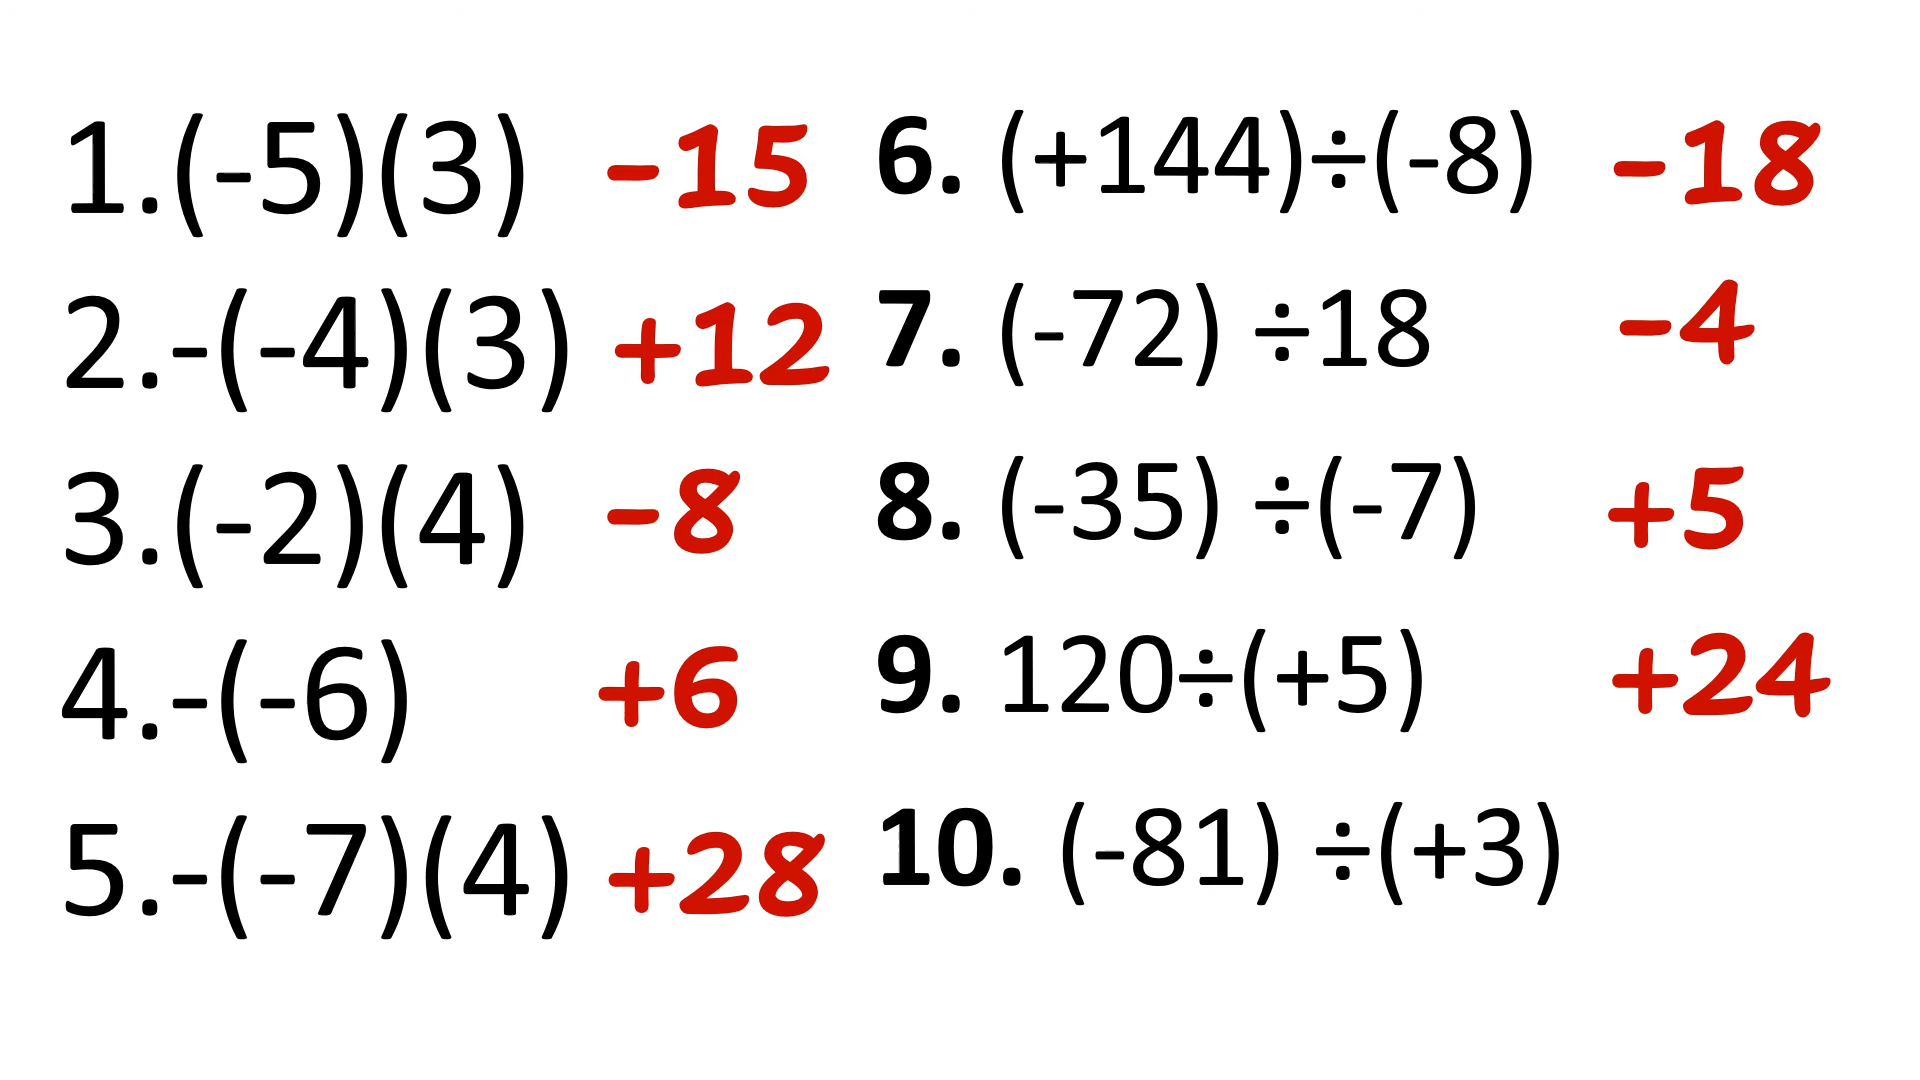 1.(-5)(3) -15
2.-(-4)(3) +12
3.(-2)(4) -8
4.-(-6) +6
5.-(-7)(4) +28
6. (+144)÷(-8) -18
7. (-72) ÷18 -4
8. (-35) ÷(-7) +5
9. 120÷(+5) +24
10. (-81) ÷(+3)